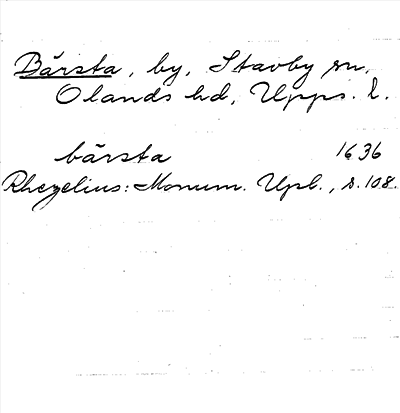 Bärsta, by, Stavby sn.
Olands hd, Upps. l.
bärsta 1636
Rhezelius: Monum. Upl., s. 108.